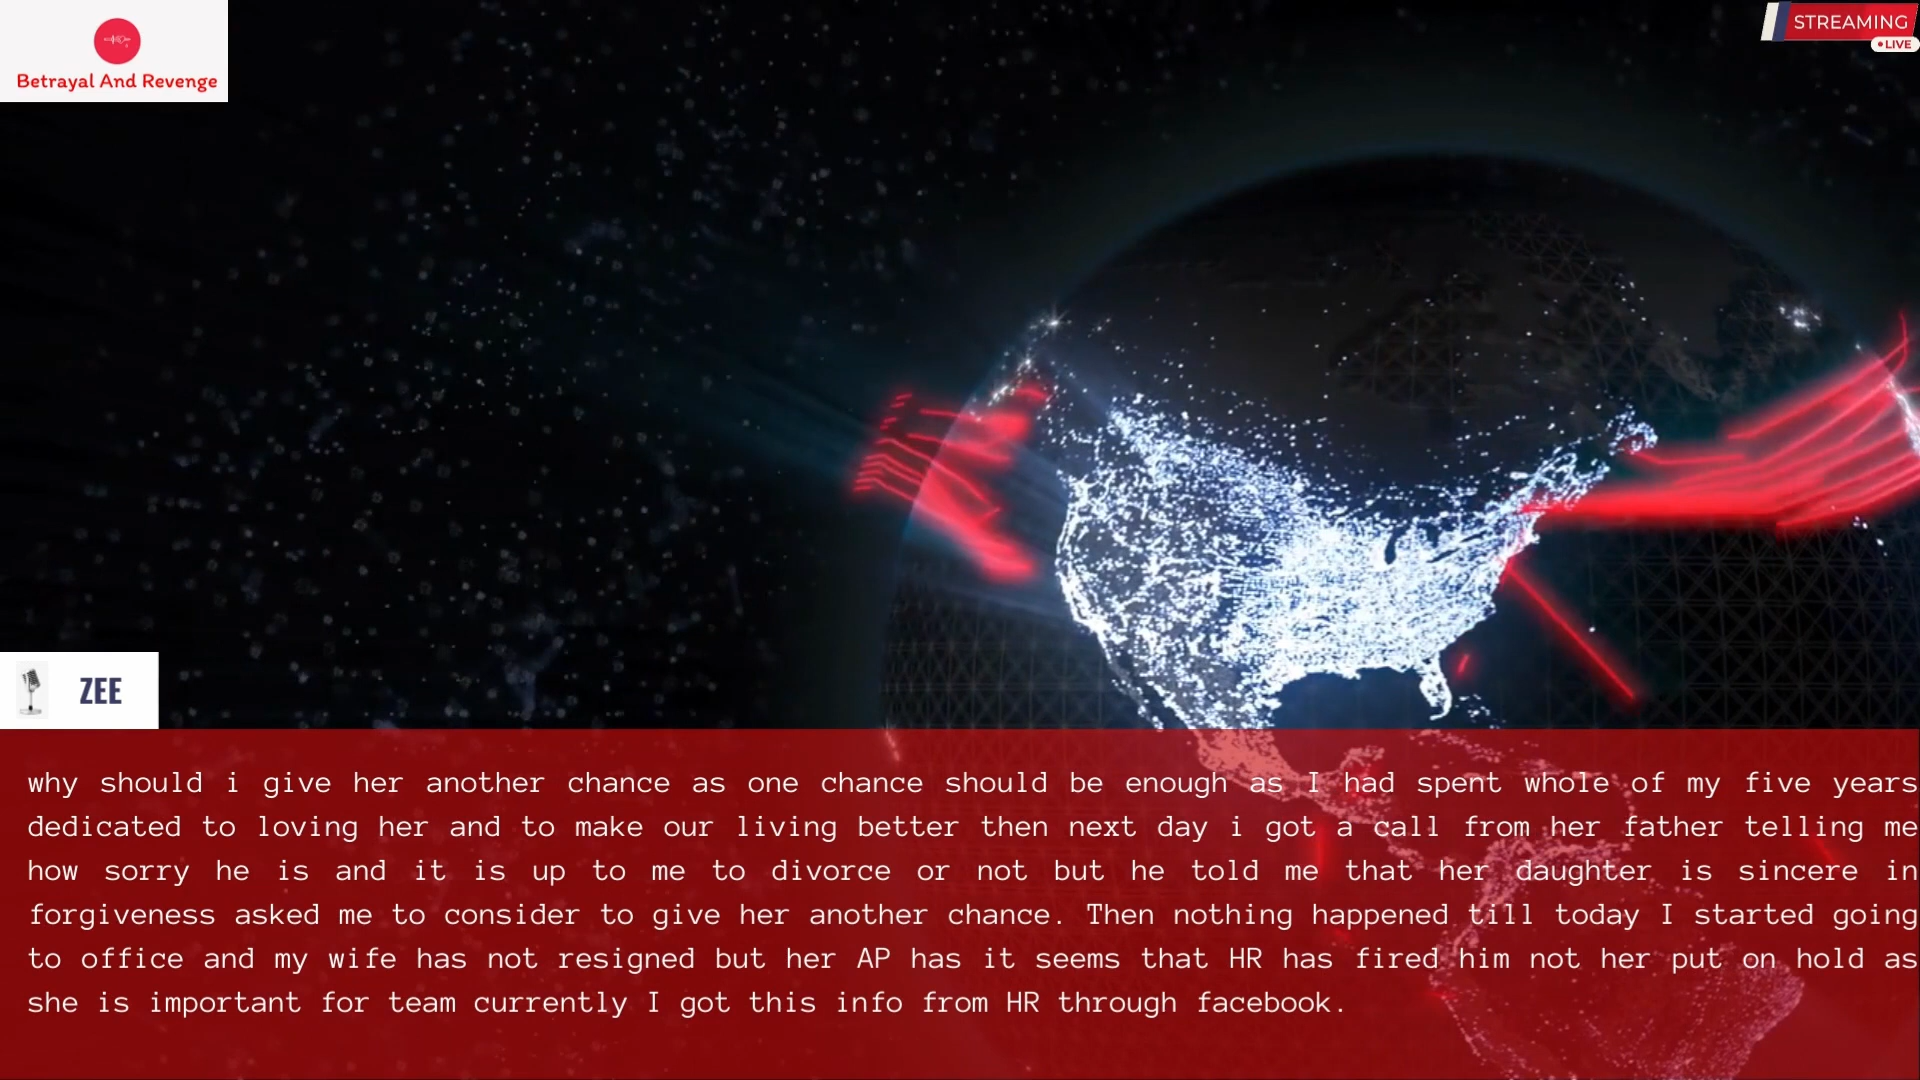 Betrayal And Revenge
STREAMING
LIVE
ZEE
why should i give her another chance as one chance should be enough as I had spent whole of my five years
dedicated to loving her and to make our living better then next day i got a call from her father telling me
how sorry he is and it is up to me to divorce or not but he told me that her daughter is sincere in
forgiveness asked me to consider to give her another chance. Then nothing happened till today I started going
to office and my wife has not resigned but her AP has it seems that HR has fired him not her put on hold as
she is important for team currently I got this info from HR through facebook.